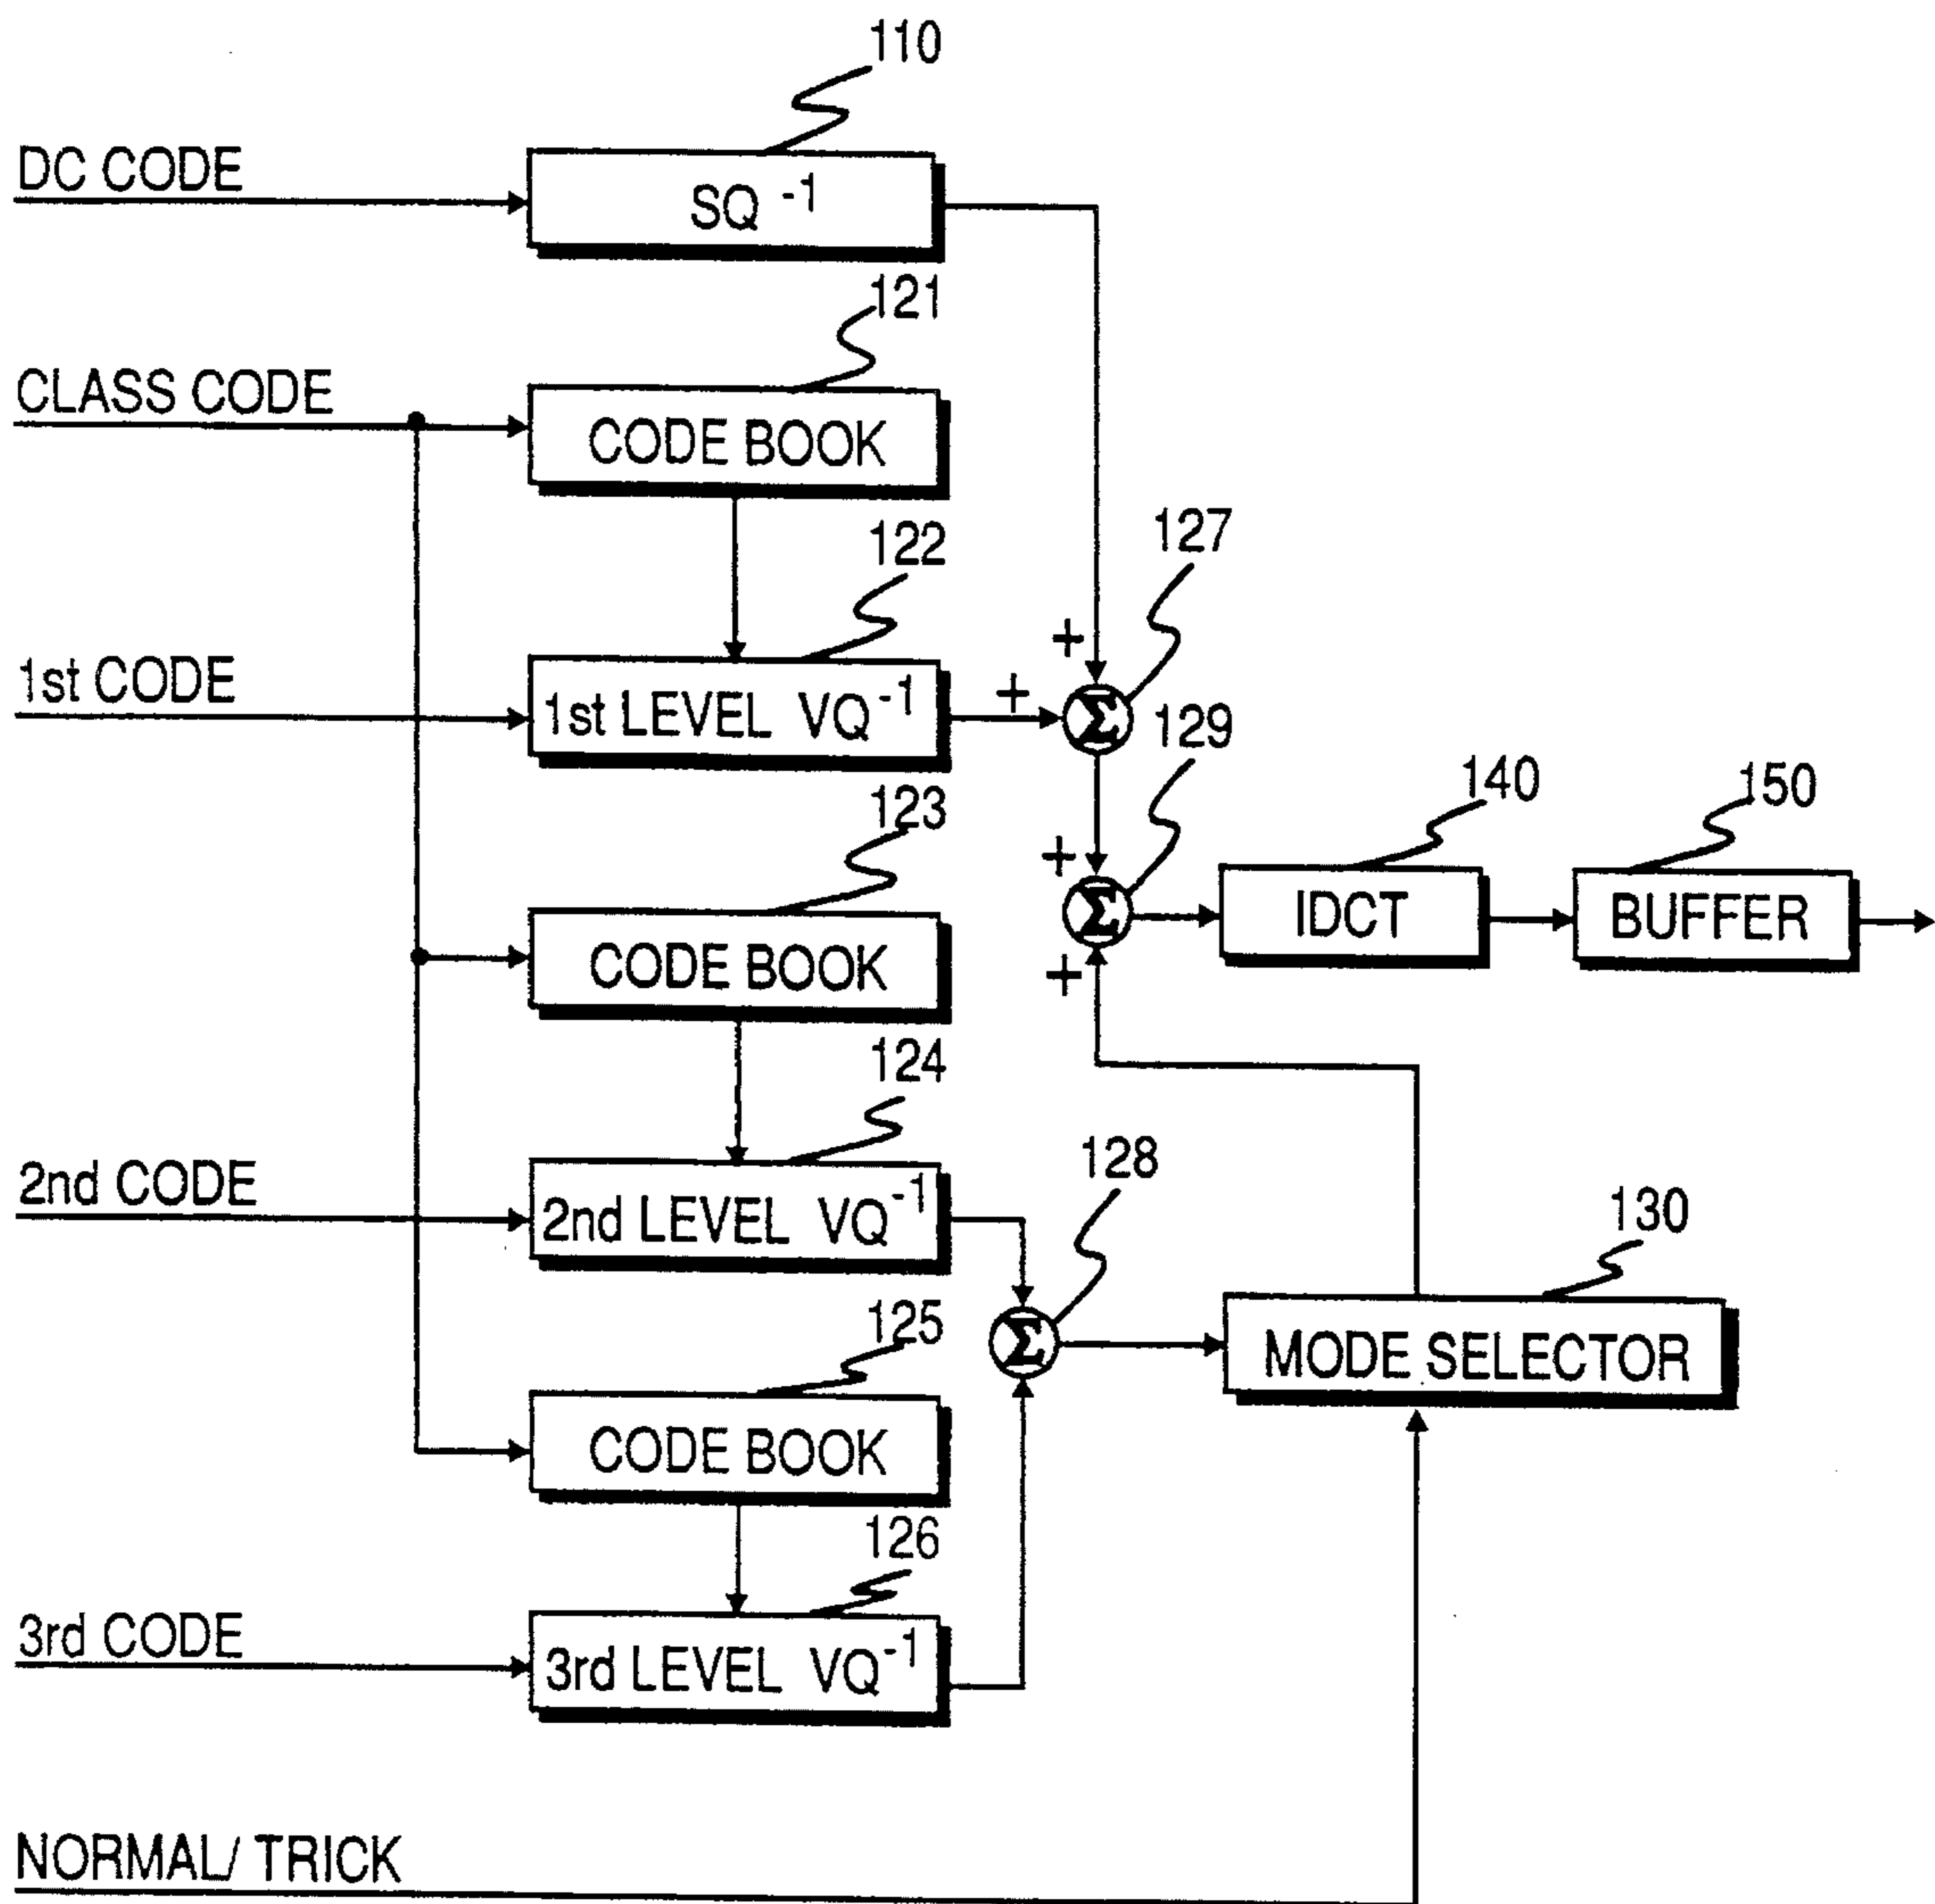 110
DC CODE
SQ -1
121
CLASS CODE
CODE BOOK
122
127
+
1st CODE
1st LEVEL VQ-1
+
Σ
129
123
140
150
+
Σ
IDCT
BUFFER
CODE BOOK
+
124
128
2nd CODE
2nd LEVEL VQ-1
130
125
Σ
MODE SELECTOR
CODE BOOK
126
3rd CODE
3rd LEVEL VQ-1
NORMAL/ TRICK